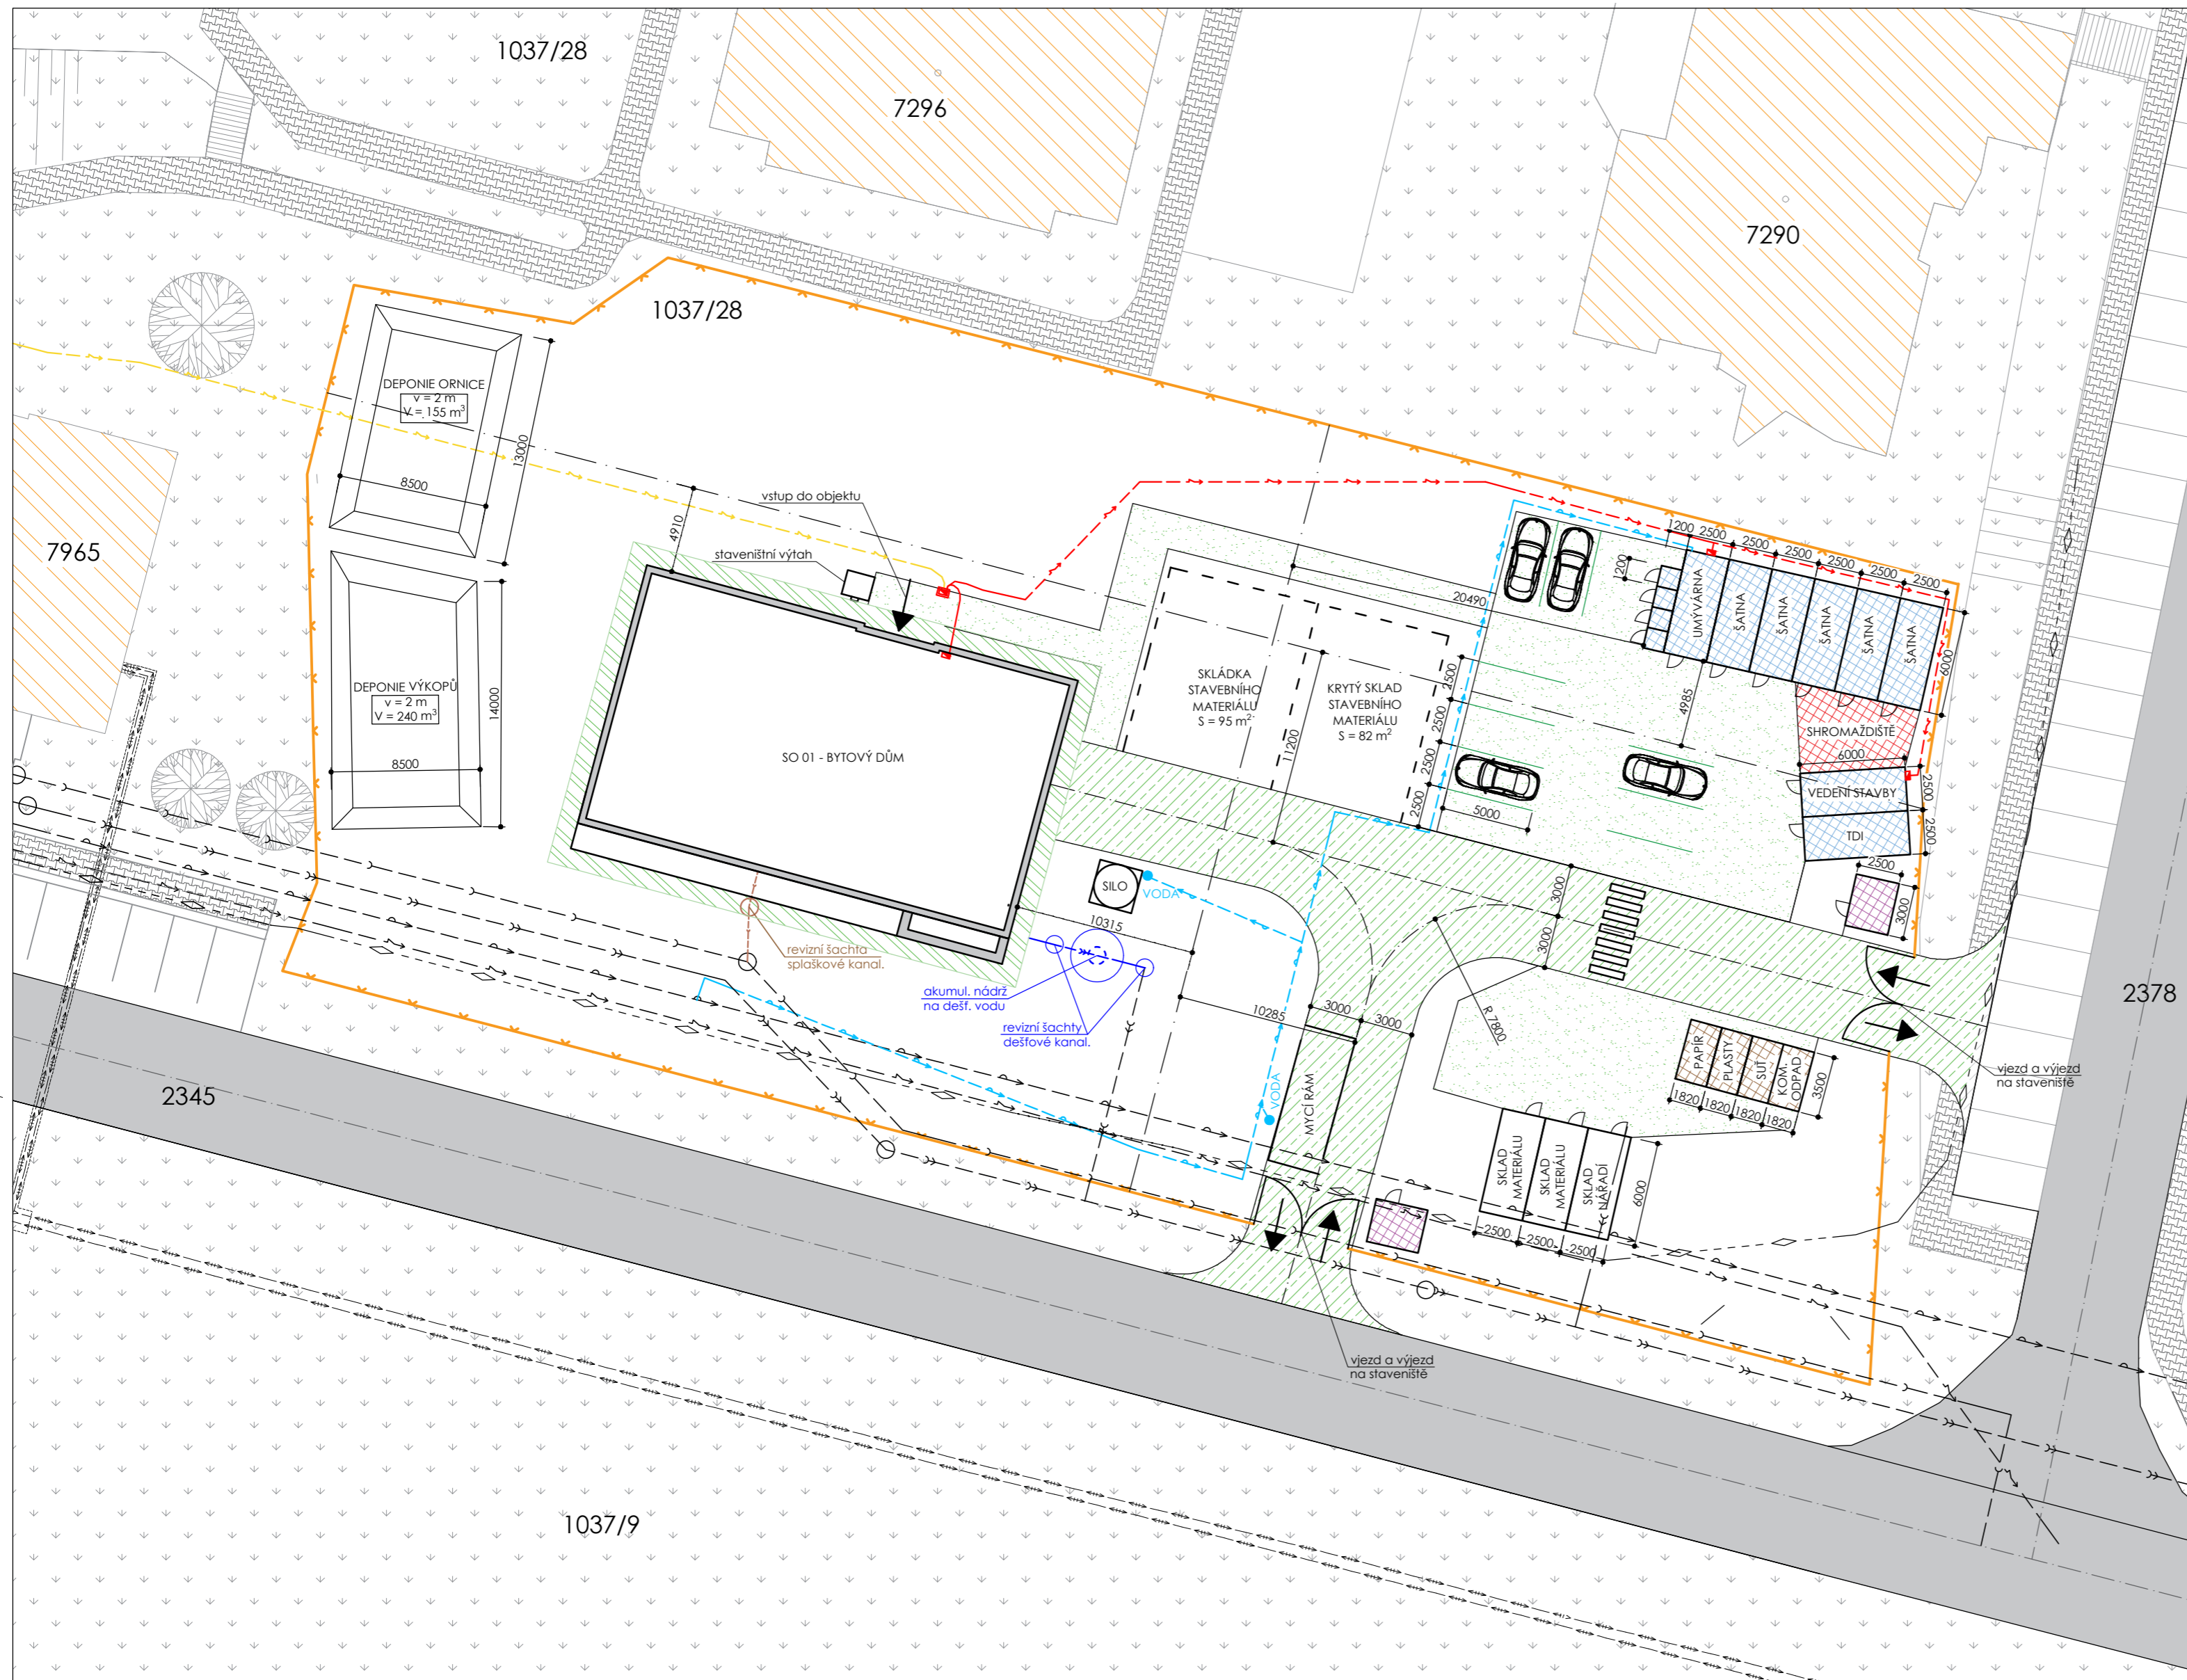 1037/28
7296
7290
1037/28
DEPONIE ORNICE
v = 2 m
V = 155 m³
13000
8500
7965
4910
vstup do objektu
staveništní výtah
DEPONIE VÝKOPŮ
v = 2 m
V = 240 m³
14000
8500
SO 01 - BYTOVÝ DŮM
SKLÁDKA
STAVEBNÍHO
MATERIÁLU
S = 95 m²
KRYTÝ SKLAD
STAVEBNÍHO
MATERIÁLU
S = 82 m²
11200
20490
2500
2500
2500
2500
5000
1200
1200
2500
2500
2500
2500
2500
2500
UMÝVÁRNA
ŠATNA
ŠATNA
ŠATNA
ŠATNA
ŠATNA
6000
4985
SHROMAŽDIŠTĚ
6000
VEDENÍ STAVBY
TDI
2500
2500
2500
3000
SILO
VODA
10315
revizní šachta
splaškové kanal.
akumul. nádrž
na dešť. vodu
revizní šachty
dešťové kanal.
10285
3000
3000
3000
3000
R 7800
VODA
MYCÍ RÁM
PAPÍR
PLASTY
SUŤ
KOM.
ODPAD
3500
1820
1820
1820
1820
SKLAD
MATERIÁLU
SKLAD
MATERIÁLU
SKLAD
NÁŘADÍ
6000
2500
2500
2500
vjezd a výjezd
na staveniště
2378
vjezd a výjezd
na staveniště
2345
1037/9